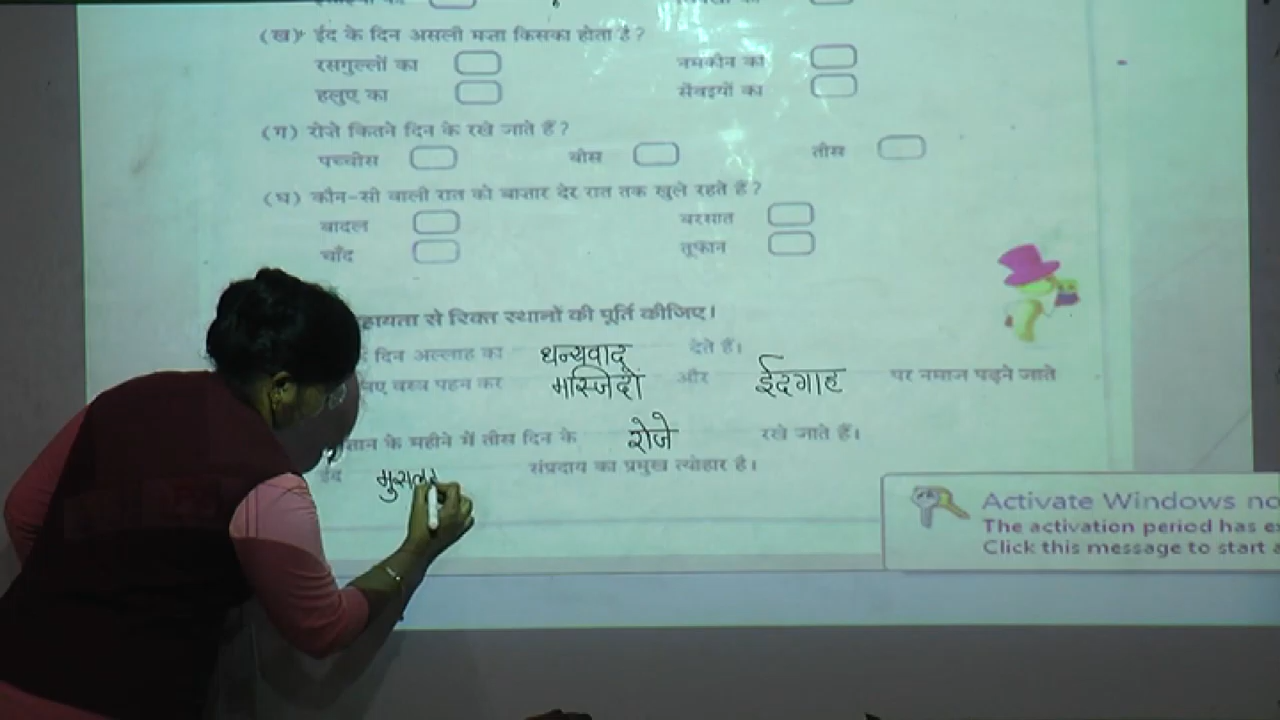 (ख) ईद के दिन असली मज़ा किसका होता है?
रसगुल्लों का नमकीन का
हलुए का सेंवइयों का
(ग) रोज़े कितने दिन के रखे जाते हैं?
पच्चीस बीस तीस
(घ) कौन-सी वाली रात को बाज़ार देर रात तक खुले रहते हैं?
बादल बरसात
चाँद तूफ़ान
हायता से रिक्त स्थानों की पूर्ति कीजिए।
दिन अल्लाह का धन्यवाद देते हैं।
वस्त्र पहन कर मस्जिदों और ईदगाह पर नमाज पढ़ने जाते
के महीने में तीस दिन के रोजे रखे जाते हैं।
ईद मुसल संप्रदाय का प्रमुख त्योहार है।
Activate Windows no
The activation period has e
Click this message to start a